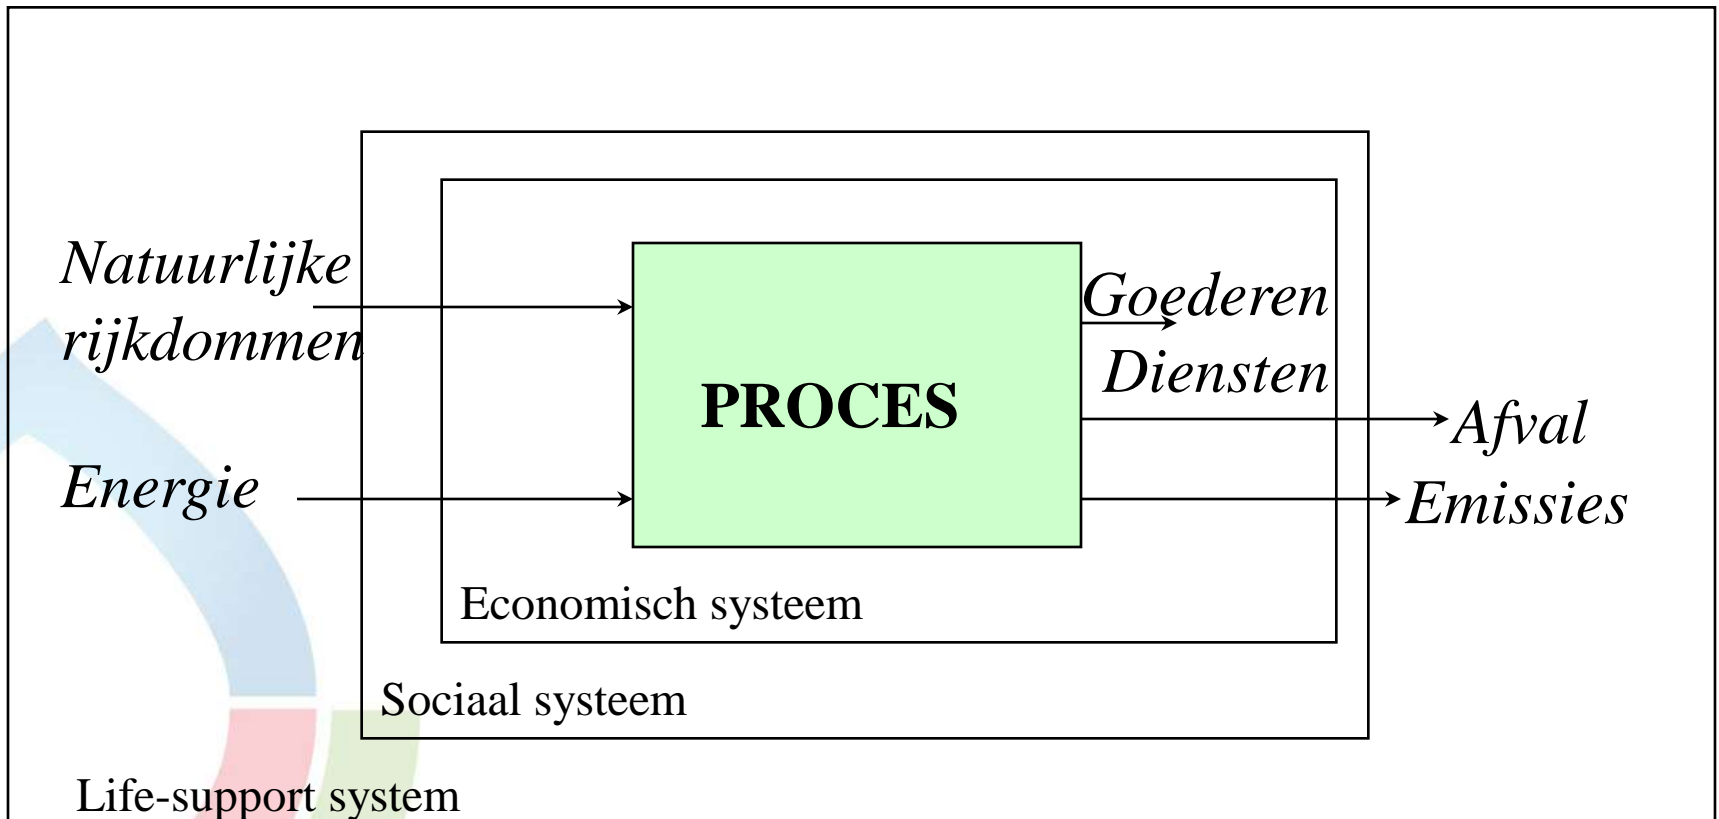 Natuurlijke
rijkdommen
Energie
PROCES
Goederen
Diensten
Afval
Emissies
Economisch systeem
Sociaal systeem
Life-support system